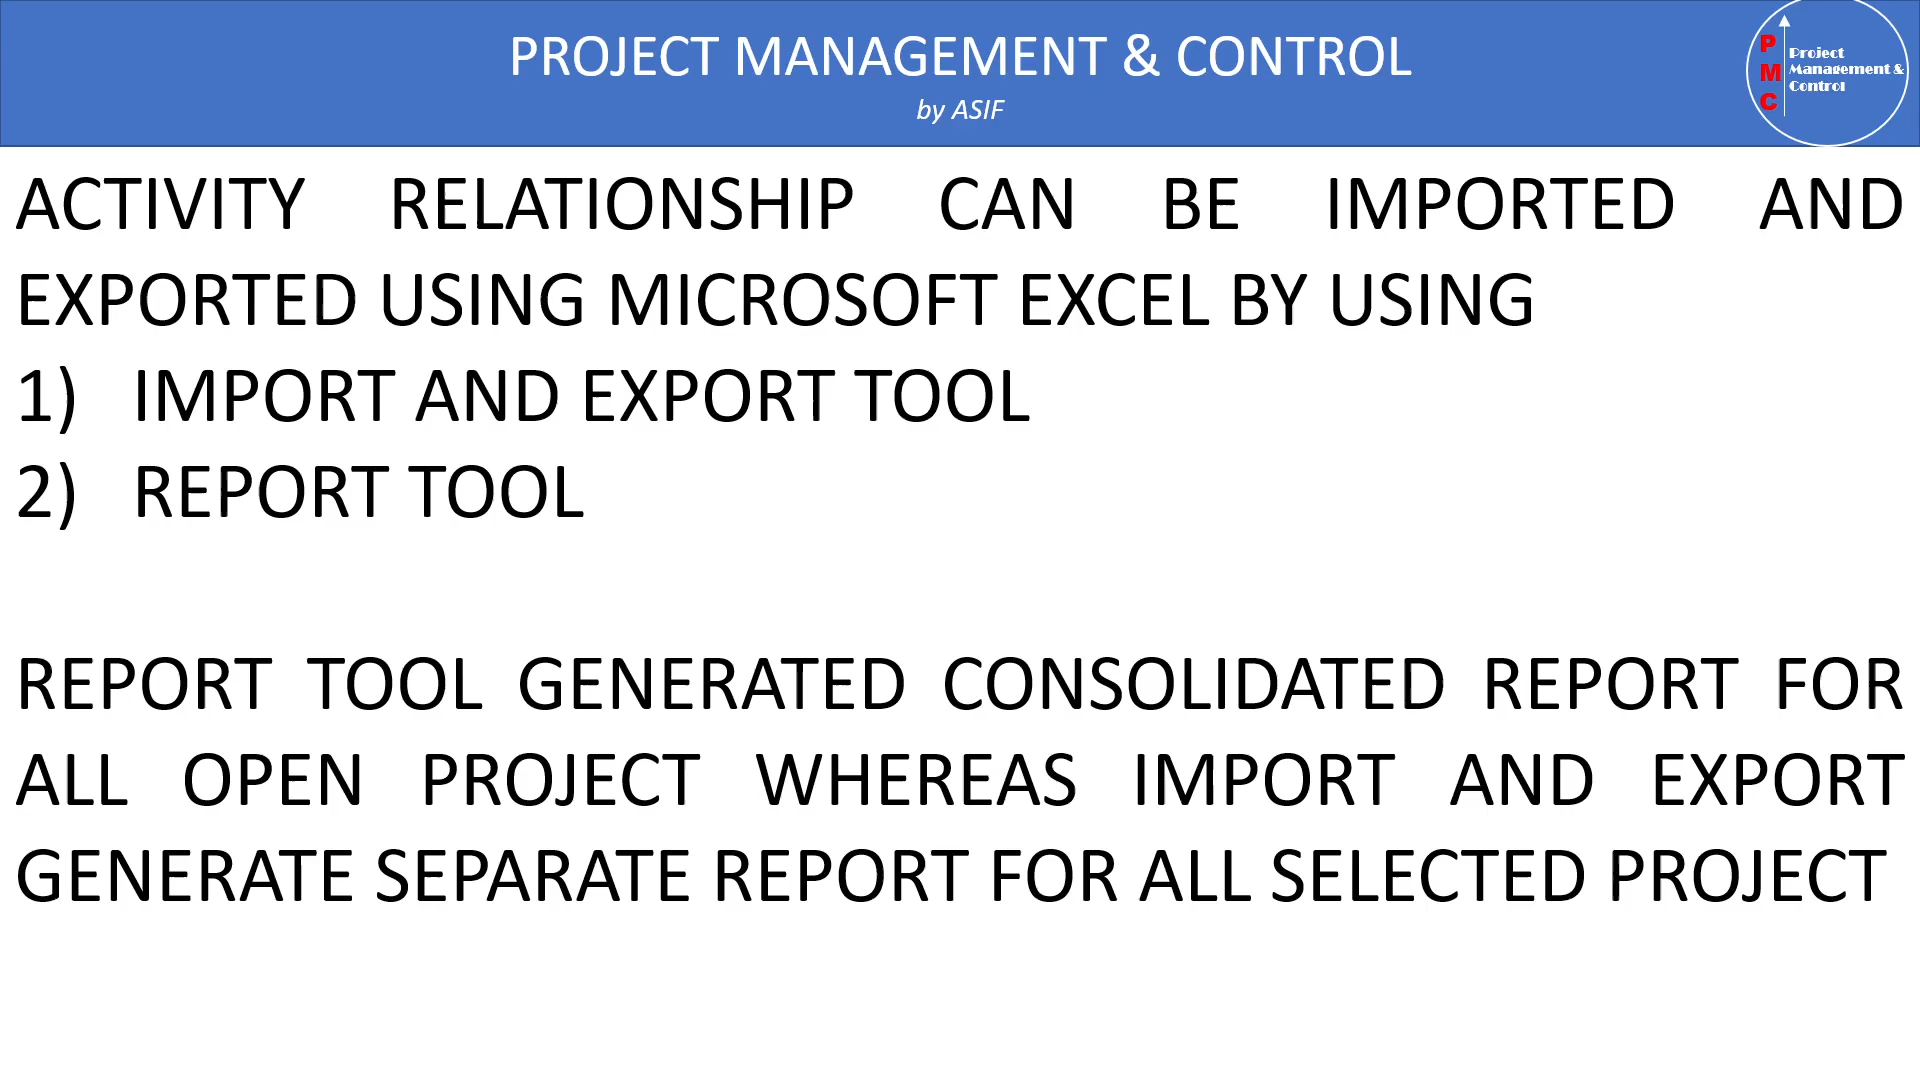 PROJECT MANAGEMENT & CONTROL
by ASIF
P
M
C
Project
Management &
Control
ACTIVITY RELATIONSHIP CAN BE IMPORTED AND
EXPORTED USING MICROSOFT EXCEL BY USING
1) IMPORT AND EXPORT TOOL
2) REPORT TOOL
REPORT TOOL GENERATED CONSOLIDATED REPORT FOR
ALL OPEN PROJECT WHEREAS IMPORT AND EXPORT
GENERATE SEPARATE REPORT FOR ALL SELECTED PROJECT